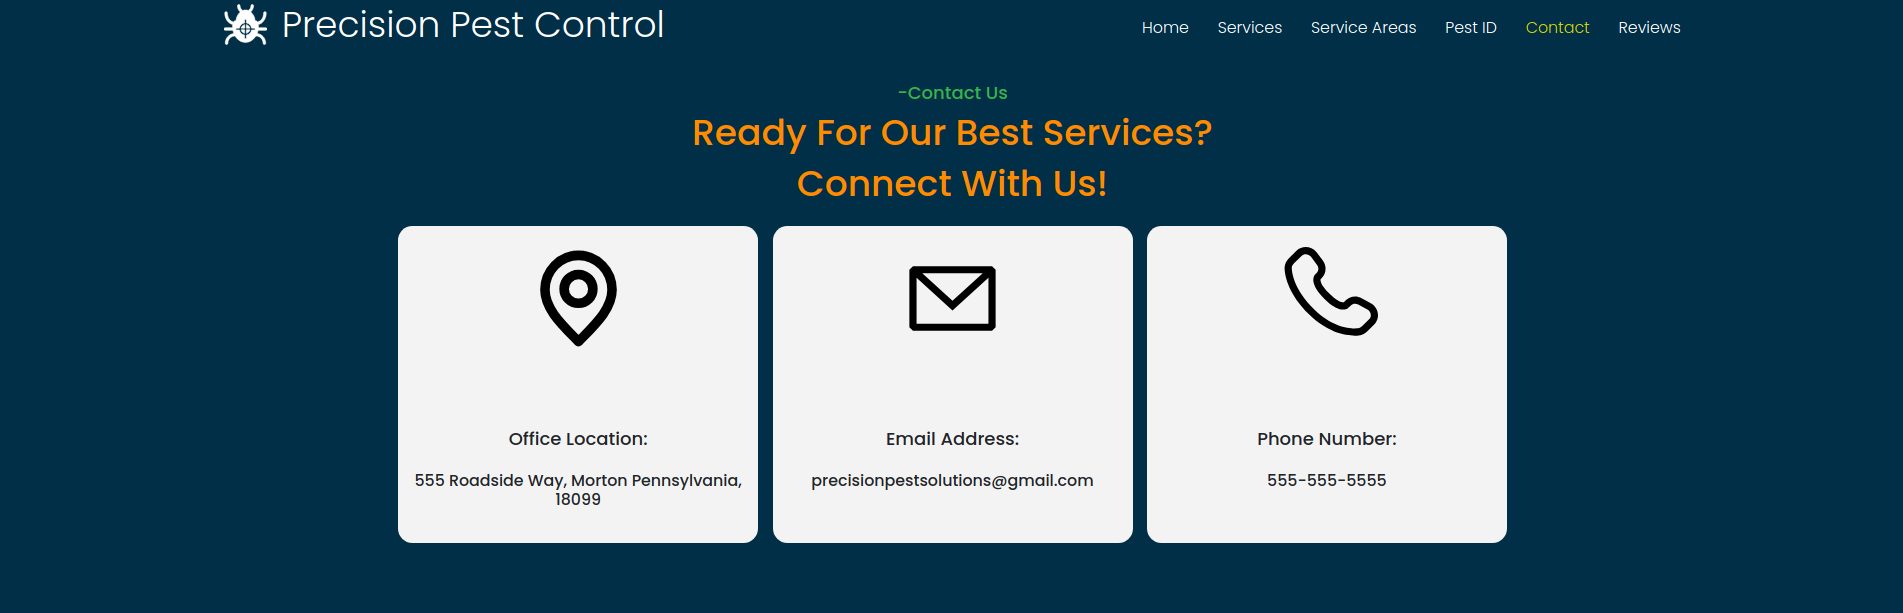 Precision Pest Control
Home Services Service Areas Pest ID Contact Reviews
-Contact Us
Ready For Our Best Services?
Connect With Us!
Office Location:
555 Roadside Way, Morton Pennsylvania,
18099
Email Address:
precisionpestsolutions@gmail.com
Phone Number:
555-555-5555